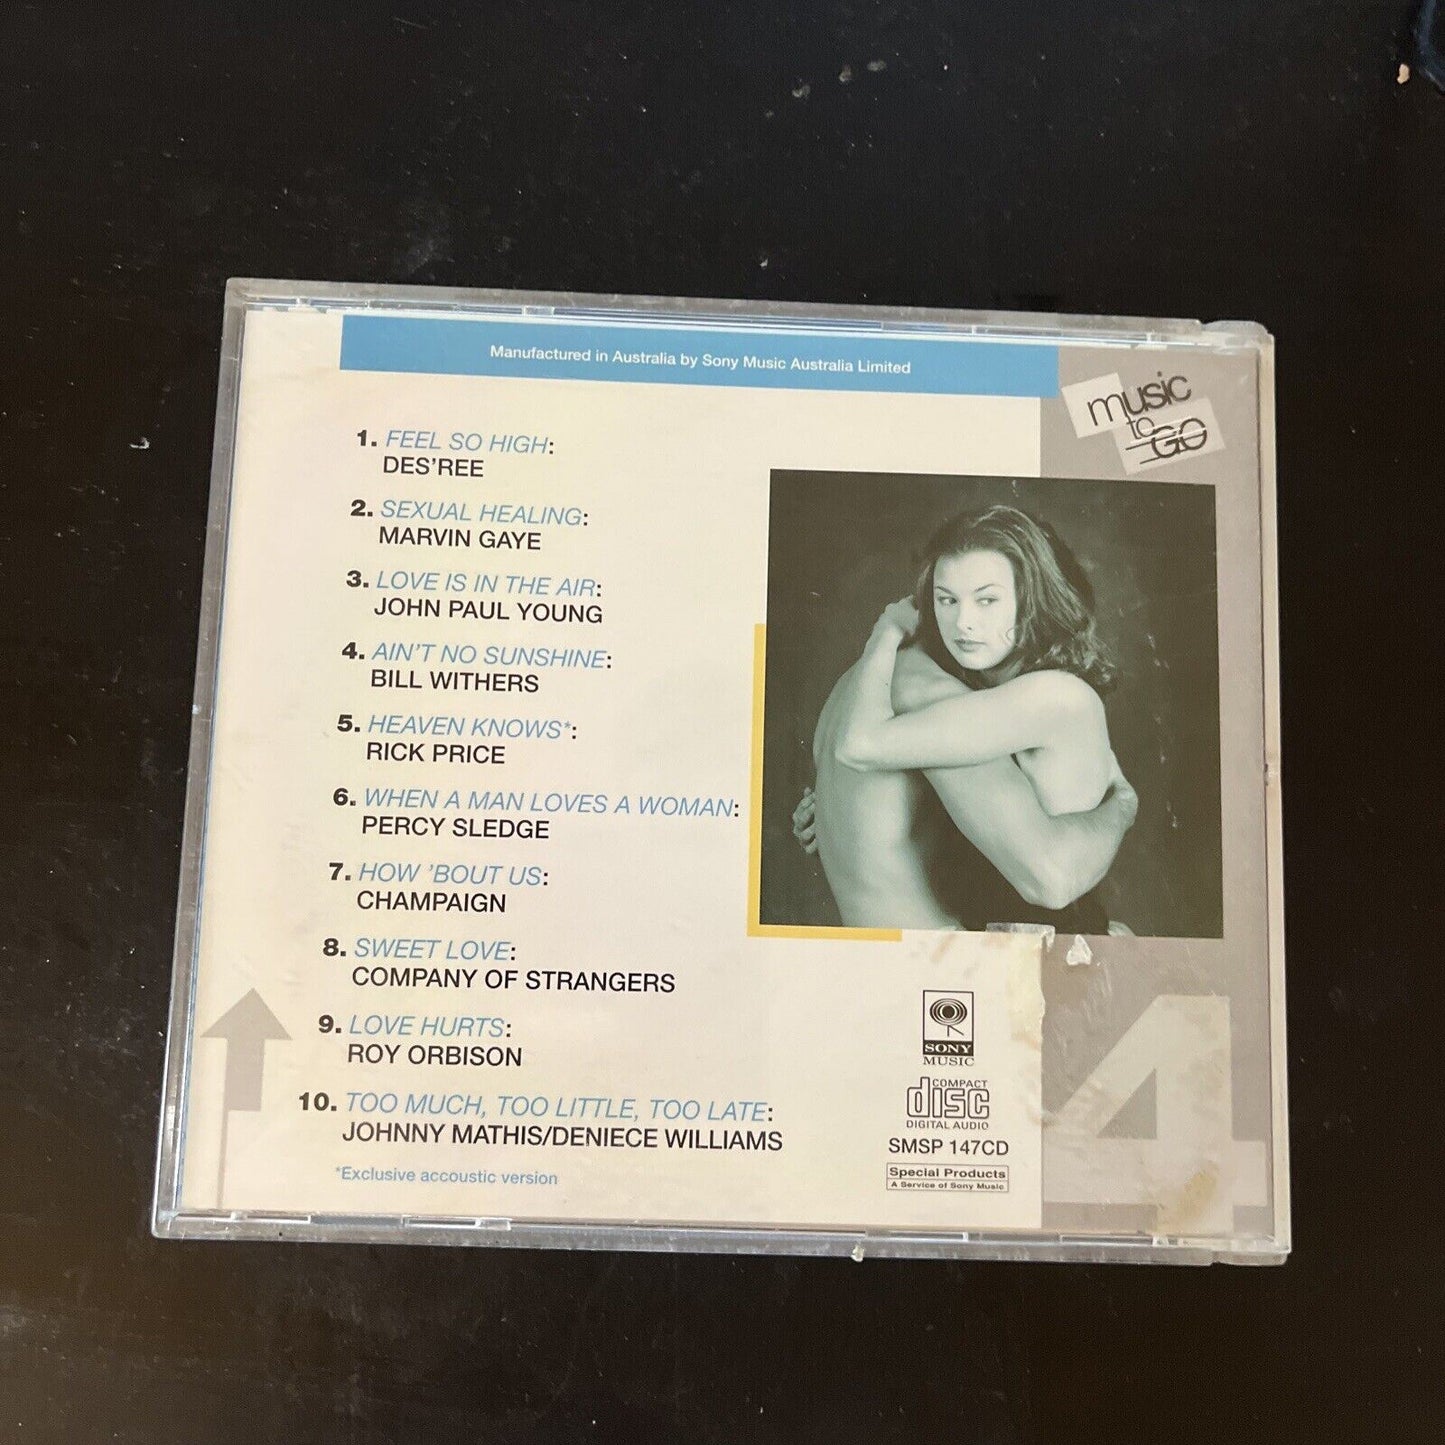 Manufactured in Australia by Sony Music Australia Limited
music
to GO
1. FEEL SO HIGH:
DES'REE
2. SEXUAL HEALING:
MARVIN GAYE
3. LOVE IS IN THE AIR:
JOHN PAUL YOUNG
4. AIN'T NO SUNSHINE:
BILL WITHERS
5. HEAVEN KNOWS*:
RICK PRICE
6. WHEN A MAN LOVES A WOMAN:
PERCY SLEDGE
7. HOW 'BOUT US:
CHAMPAIGN
8. SWEET LOVE:
COMPANY OF STRANGERS
9. LOVE HURTS:
ROY ORBISON
10. TOO MUCH, TOO LITTLE, TOO LATE:
JOHNNY MATHIS/DENIECE WILLIAMS
*Exclusive accoustic version
SONY
MUSIC
COMPACT
disc
DIGITAL AUDIO
SMSP 147CD
Special Products
A Service of Sony Music
4